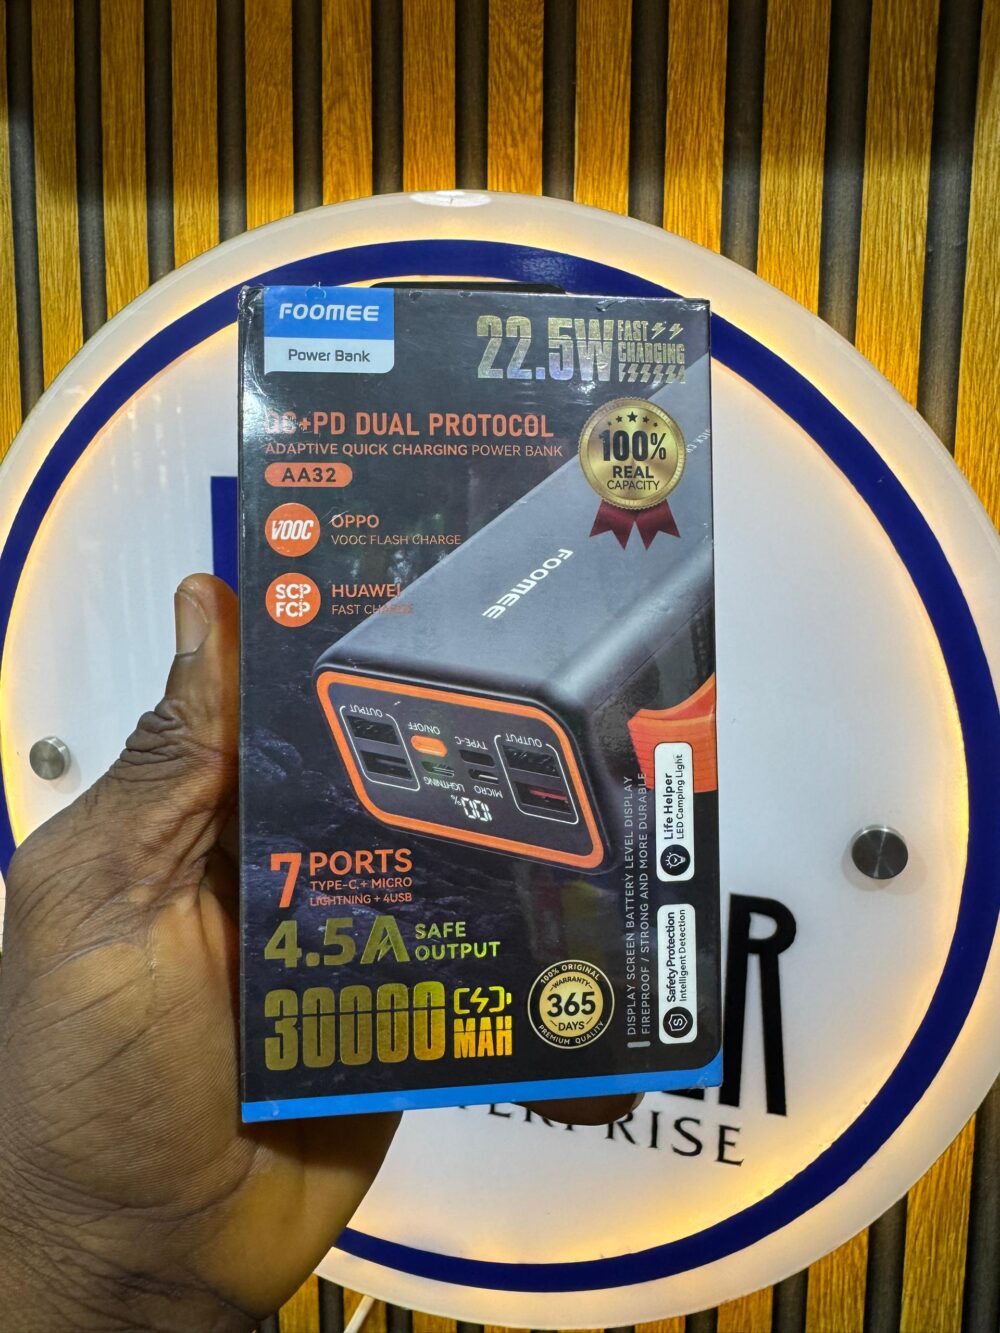 FOOMEE
Power Bank
22.5W FAST
CHARGING
QC+PD DUAL PROTOCOL
ADAPTIVE QUICK CHARGING POWER BANK
AA32
100%
REAL
CAPACITY
VOOC
OPPO
VOOC FLASH CHARGE
SCP
FCP
HUAWEI
FAST CHARGE
FOOMEE
OUTPUT
ON/OFF
TYPE-C
OUTPUT
LIGHTNING
MICRO
100%
7 PORTS
TYPE-C + MICRO
LIGHTNING + 4USB
4.5A SAFE
OUTPUT
30000 MAH
100% ORIGINAL
WARRANTY
365
DAYS
PREMIUM QUALITY
DISPLAY SCREEN BATTERY LEVEL DISPLAY
FIREPROOF / STRONG AND MORE DURABLE
Life Helper
LED Camping Light
Safety Protection
Intelligent Detection
S